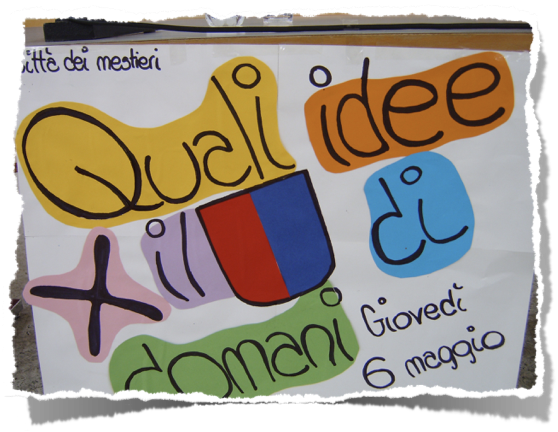 città dei mestieri
Quali idee
di
X il
domani
Giovedì
6 maggio